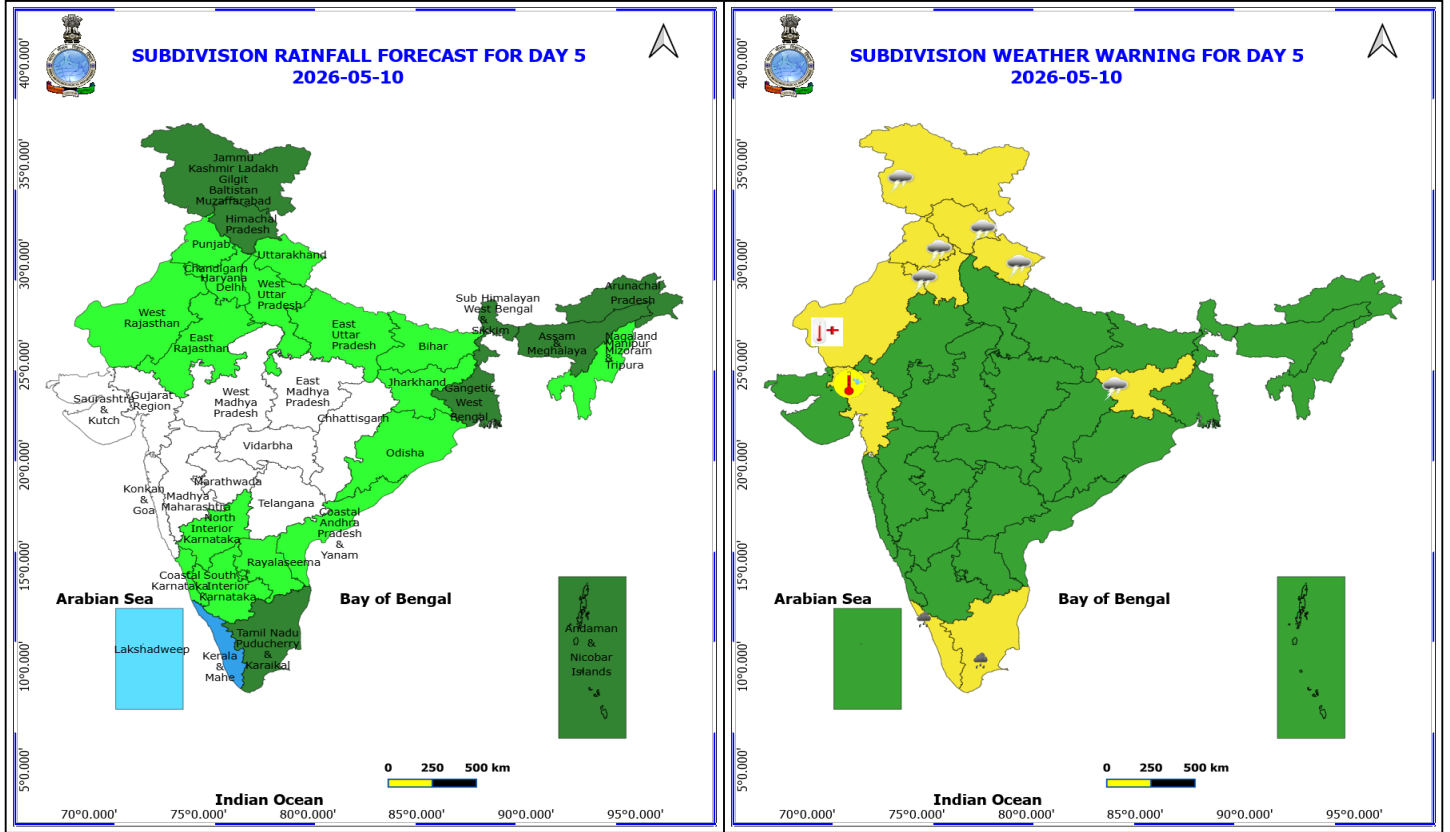 SUBDIVISION RAINFALL FORECAST FOR DAY 5
2026-05-10
40°0.000'
35°0.000'
30°0.000'
25°0.000'
20°0.000'
15°0.000'
10°0.000'
5°0.000'
Jammu
Kashmir Ladakh
Gilgit
Baltistan
Muzaffarabad
Himachal
Pradesh
Punjab
Uttarakhand
Chandigarh
Haryana
Delhi
West
Uttar
Pradesh
West
Rajasthan
East
Rajasthan
East
Uttar
Pradesh
Bihar
Sub Himalayan
West Bengal
&
Sikkim
Arunachal
Pradesh
Assam
&
Meghalaya
Nagaland
Manipur
Mizoram
&
Tripura
Jharkhand
Gangetic
West
Bengal
Saurashtra
&
Kutch
Gujarat
Region
West
Madhya
Pradesh
East
Madhya
Pradesh
Chhattisgarh
Vidarbha
Odisha
Konkan
&
Goa
Madhya
Maharashtra
Marathwada
Telangana
North
Interior
Karnataka
Coastal
Andhra
Pradesh
&
Yanam
Rayalaseema
Coastal
Karnataka
South
Interior
Karnataka
Arabian Sea
Bay of Bengal
Lakshadweep
Kerala
&
Mahe
Tamil Nadu
Puducherry
&
Karaikal
Andaman
&
Nicobar
Islands
0 250 500 km
Indian Ocean
70°0.000' 75°0.000' 80°0.000' 85°0.000' 90°0.000' 95°0.000'
SUBDIVISION WEATHER WARNING FOR DAY 5
2026-05-10
40°0.000'
35°0.000'
30°0.000'
25°0.000'
20°0.000'
15°0.000'
10°0.000'
5°0.000'
Arabian Sea
Bay of Bengal
0 250 500 km
Indian Ocean
70°0.000' 75°0.000' 80°0.000' 85°0.000' 90°0.000' 95°0.000'